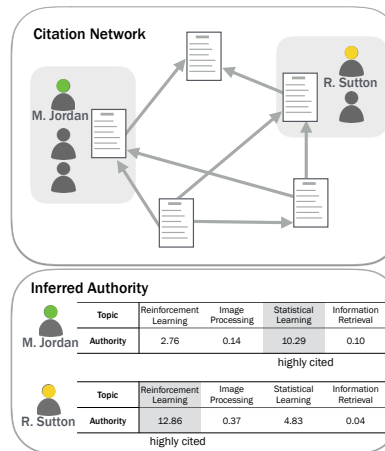 Citation Network
M. Jordan
R. Sutton
Inferred Authority
Topic Reinforcement Learning Image Processing Statistical Learning Information Retrieval
M. Jordan Authority 2.76 0.14 10.29 0.10
highly cited
Topic Reinforcement Learning Image Processing Statistical Learning Information Retrieval
R. Sutton Authority 12.86 0.37 4.83 0.04
highly cited